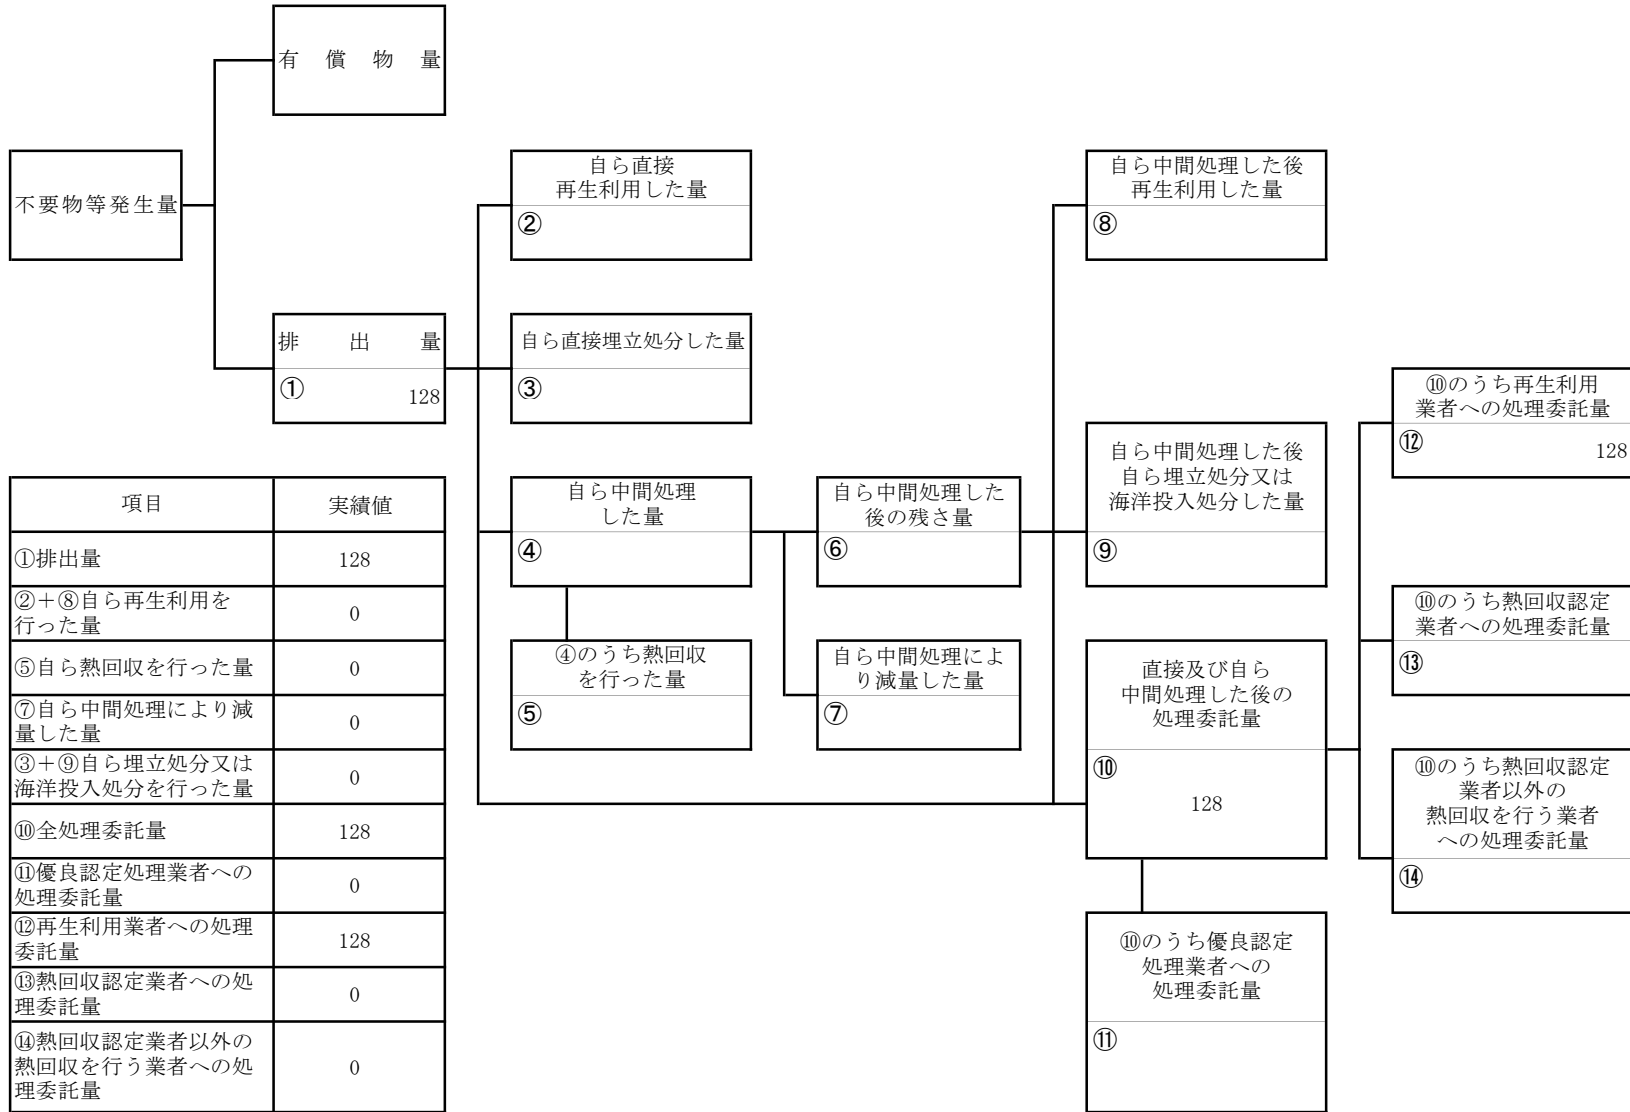 有償物量
不要物等発生量
排出量
①
128
自ら直接
再生利用した量
②
自ら直接埋立処分した量
③
自ら中間処理
した量
④
④のうち熱回収
を行った量
⑤
自ら中間処理した
後の残さ量
⑥
自ら中間処理によ
り減量した量
⑦
自ら中間処理した後
再生利用した量
⑧
自ら中間処理した後
自ら埋立処分又は
海洋投入処分した量
⑨
直接及び自ら
中間処理した後の
処理委託量
⑩
128
⑩のうち優良認定
処理業者への
処理委託量
⑪
⑩のうち再生利用
業者への処理委託量
⑫
128
⑩のうち熱回収認定
業者への処理委託量
⑬
⑩のうち熱回収認定
業者以外の
熱回収を行う業者
への処理委託量
⑭
項目 実績値
①排出量 128
②+⑧自ら再生利用を
行った量 0
⑤自ら熱回収を行った量 0
⑦自ら中間処理により減
量した量 0
③+⑨自ら埋立処分又は
海洋投入処分を行った量 0
⑩全処理委託量 128
⑪優良認定処理業者への
処理委託量 0
⑫再生利用業者への処理
委託量 128
⑬熱回収認定業者への処
理委託量 0
⑭熱回収認定業者以外の
熱回収を行う業者への処
理委託量 0